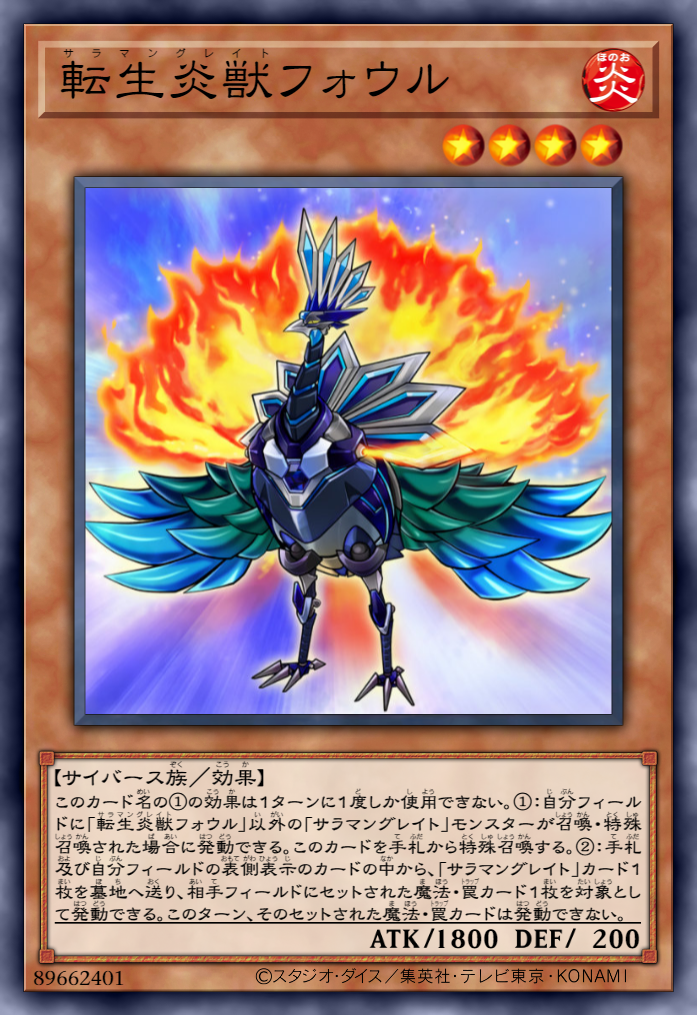 サラマングレイト
転生炎獣フォウル
ほのお
炎
【サイバース族／効果】
このカード名の①の効果は1ターンに1度しか使用できない。①：自分フィール
ドに「転生炎獣フォウル」以外の「サラマングレイト」モンスターが召喚・特殊
召喚された場合に発動できる。このカードを手札から特殊召喚する。②：手札
及び自分フィールドの表側表示のカードの中から、「サラマングレイト」カード1
枚を墓地へ送り、相手フィールドにセットされた魔法・罠カード1枚を対象とし
て発動できる。このターン、そのセットされた魔法・罠カードは発動できない。
ATK/1800 DEF/ 200
89662401 ©スタジオ・ダイス／集英社・テレビ東京・KONAMI